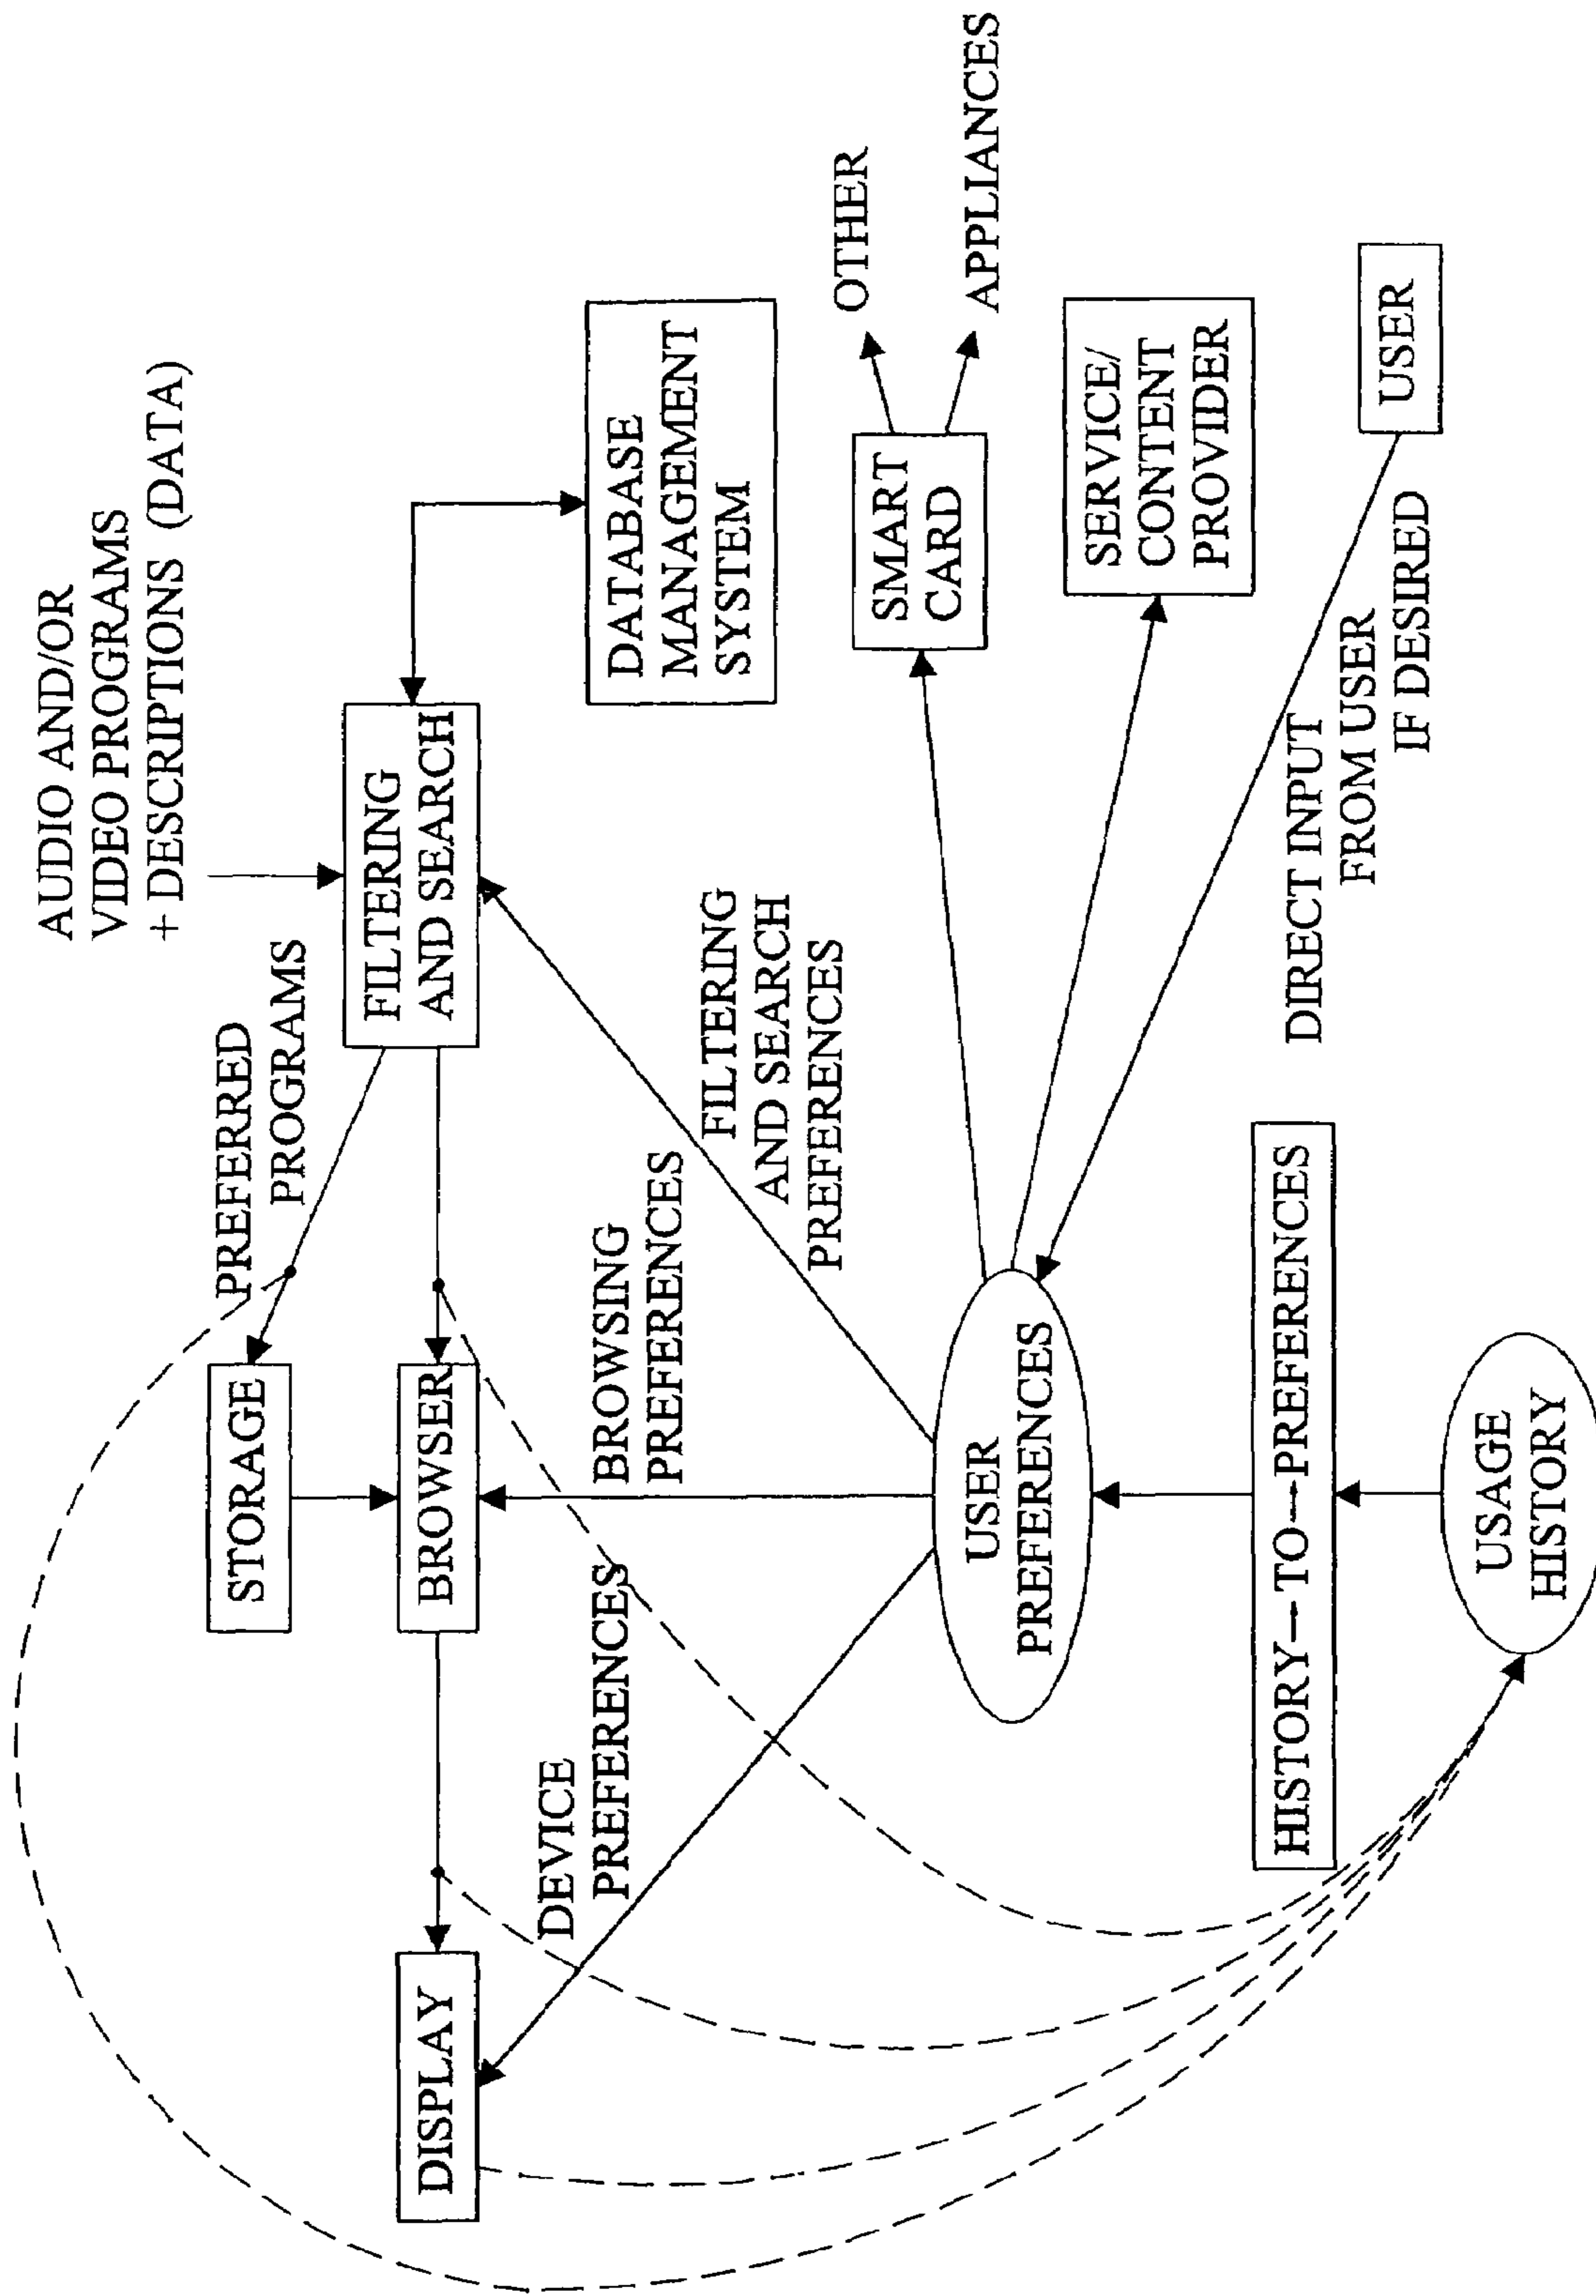 AUDIO AND/OR
VIDEO PROGRAMS
+ DESCRIPTIONS (DATA)
PREFERRED
PROGRAMS
STORAGE
FILTERING
AND SEARCH
DISPLAY
BROWSER
DATABASE
MANAGEMENT
SYSTEM
DEVICE
PREFERENCES
BROWSING
PREFERENCES
FILTERING
AND SEARCH
PREFERENCES
OTHER
APPLIANCES
SMART
CARD
USER
PREFERENCES
SERVICE/
CONTENT
PROVIDER
HISTORY-TO-PREFERENCES
DIRECT INPUT
FROM USER
IF DESIRED
USER
USAGE
HISTORY